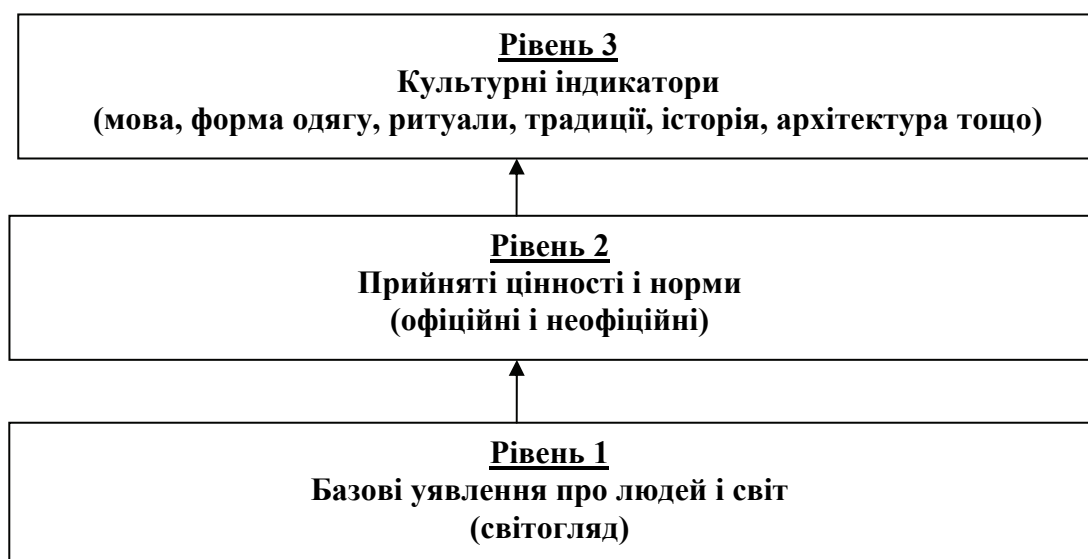 Рівень 3
Культурні індикатори
(мова, форма одягу, ритуали, традиції, історія, архітектура тощо)
Рівень 2
Прийняті цінності і норми
(офіційні і неофіційні)
Рівень 1
Базові уявлення про людей і світ
(світогляд)